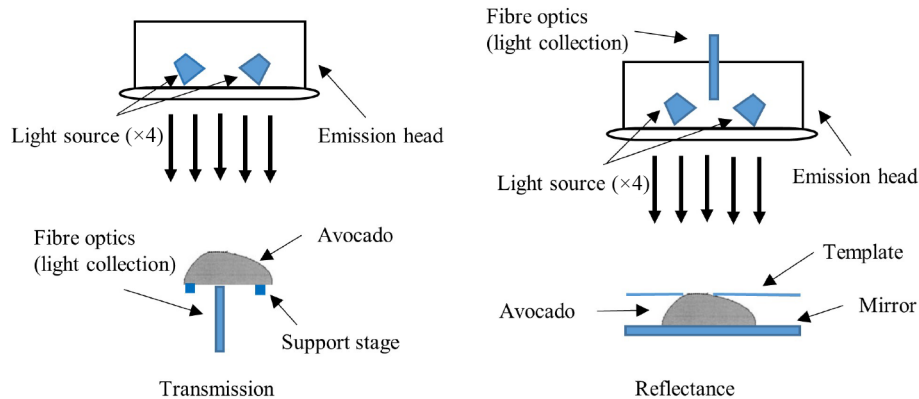 Light source (×4)
Emission head
Fibre optics
(light collection)
Avocado
Support stage
Transmission
Fibre optics
(light collection)
Light source (×4)
Emission head
Template
Avocado
Mirror
Reflectance